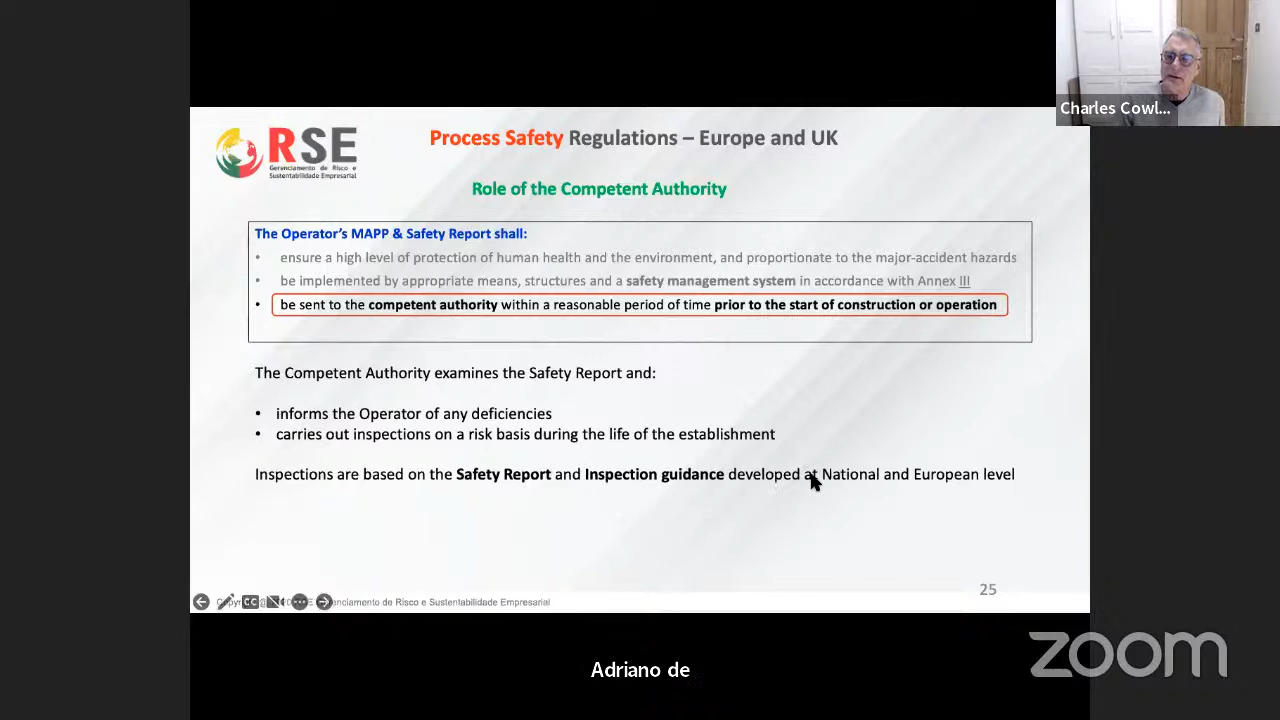 Charles Cowl...
RSE
Gerenciamento de Risco e
Sustentabilidade Empresarial
Process Safety Regulations – Europe and UK
Role of the Competent Authority
The Operator's MAPP & Safety Report shall:
• ensure a high level of protection of human health and the environment, and proportionate to the major-accident hazards
• be implemented by appropriate means, structures and a safety management system in accordance with Annex III
• be sent to the competent authority within a reasonable period of time prior to the start of construction or operation
The Competent Authority examines the Safety Report and:
• informs the Operator of any deficiencies
• carries out inspections on a risk basis during the life of the establishment
Inspections are based on the Safety Report and Inspection guidance developed at National and European level
25
de Risco e Sustentabilidade Empresarial
Adriano de
zoom